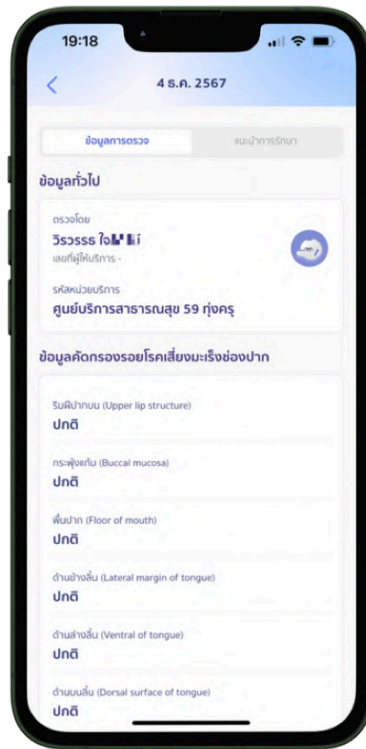 19:18
4 ธ.ค. 2567
ข้อมูลการตรวจ
แนะนำการรักษา
ข้อมูลทั่วไป
ตรวจโดย
วิรวรรธ
เลขที่ผู้ให้บริการ -
รหัสหน่วยบริการ
ศูนย์บริการสาธารณสุข 59 ทุ่งครุ
ข้อมูลคัดกรองรอยโรคเสี่ยงมะเร็งช่องปาก
ริมฝีปากบน (Upper lip structure)
ปกติ
กระพุ้งแก้ม (Buccal mucosa)
ปกติ
พื้นปาก (Floor of mouth)
ปกติ
ด้านข้างลิ้น (Lateral margin of tongue)
ปกติ
ด้านล่างลิ้น (Ventral of tongue)
ปกติ
ด้านบนลิ้น (Dorsal surface of tongue)
ปกติ